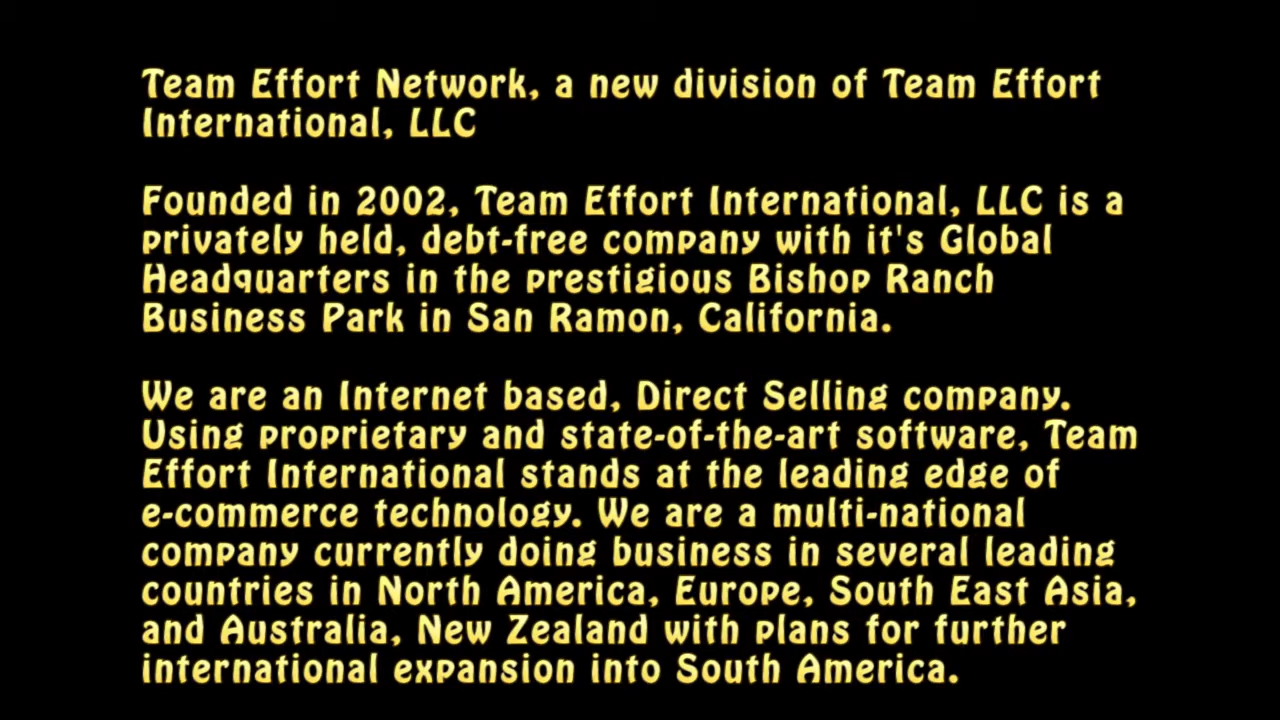 Team Effort Network, a new division of Team Effort
International, LLC
Founded in 2002, Team Effort International, LLC is a
privately held, debt-free company with it's Global
Headquarters in the prestigious Bishop Ranch
Business Park in San Ramon, California.
We are an Internet based, Direct Selling company.
Using proprietary and state-of-the-art software, Team
Effort International stands at the leading edge of
e-commerce technology. We are a multi-national
company currently doing business in several leading
countries in North America, Europe, South East Asia,
and Australia, New Zealand with plans for further
international expansion into South America.